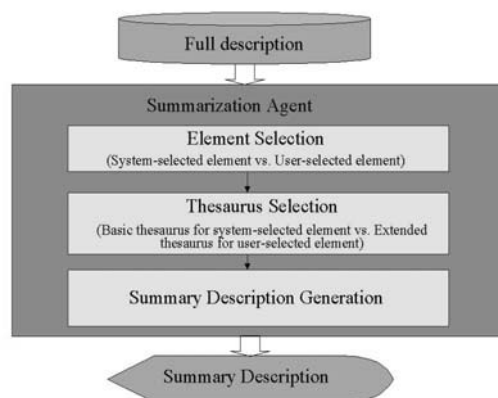 Full description
Summarization Agent
Element Selection
(System-selected element vs. User-selected element)
Thesaurus Selection
(Basic thesaurus for system-selected element vs. Extended
thesaurus for user-selected element)
Summary Description Generation
Summary Description